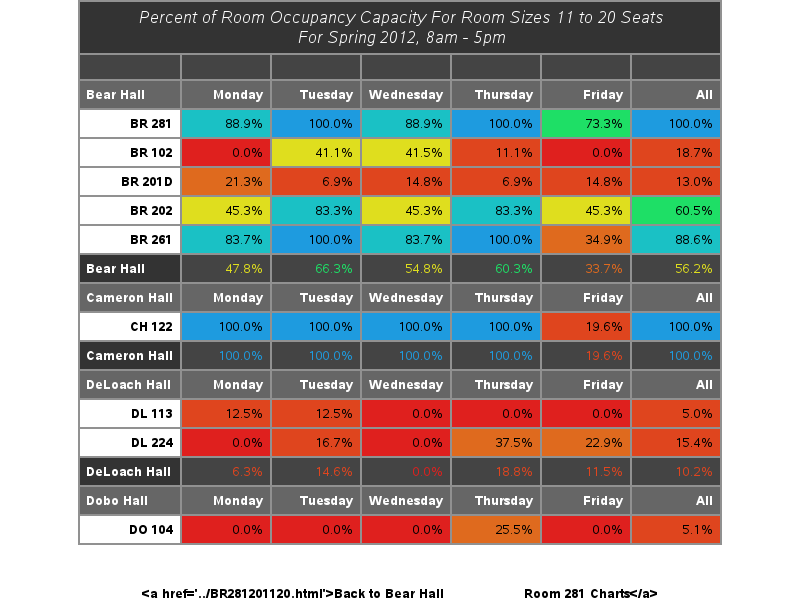 Percent of Room Occupancy Capacity For Room Sizes 11 to 20 Seats
For Spring 2012, 8am - 5pm
Bear Hall Monday Tuesday Wednesday Thursday Friday All
BR 281 88.9% 100.0% 88.9% 100.0% 73.3% 100.0%
BR 102 0.0% 41.1% 41.5% 11.1% 0.0% 18.7%
BR 201D 21.3% 6.9% 14.8% 6.9% 14.8% 13.0%
BR 202 45.3% 83.3% 45.3% 83.3% 45.3% 60.5%
BR 261 83.7% 100.0% 83.7% 100.0% 34.9% 88.6%
Bear Hall 47.8% 66.3% 54.8% 60.3% 33.7% 56.2%
Cameron Hall Monday Tuesday Wednesday Thursday Friday All
CH 122 100.0% 100.0% 100.0% 100.0% 19.6% 100.0%
Cameron Hall 100.0% 100.0% 100.0% 100.0% 19.6% 100.0%
DeLoach Hall Monday Tuesday Wednesday Thursday Friday All
DL 113 12.5% 12.5% 0.0% 0.0% 0.0% 5.0%
DL 224 0.0% 16.7% 0.0% 37.5% 22.9% 15.4%
DeLoach Hall 6.3% 14.6% 0.0% 18.8% 11.5% 10.2%
Dobo Hall Monday Tuesday Wednesday Thursday Friday All
DO 104 0.0% 0.0% 0.0% 25.5% 0.0% 5.1%
<a href='../BR281201120.html'>Back to Bear Hall Room 281 Charts</a>